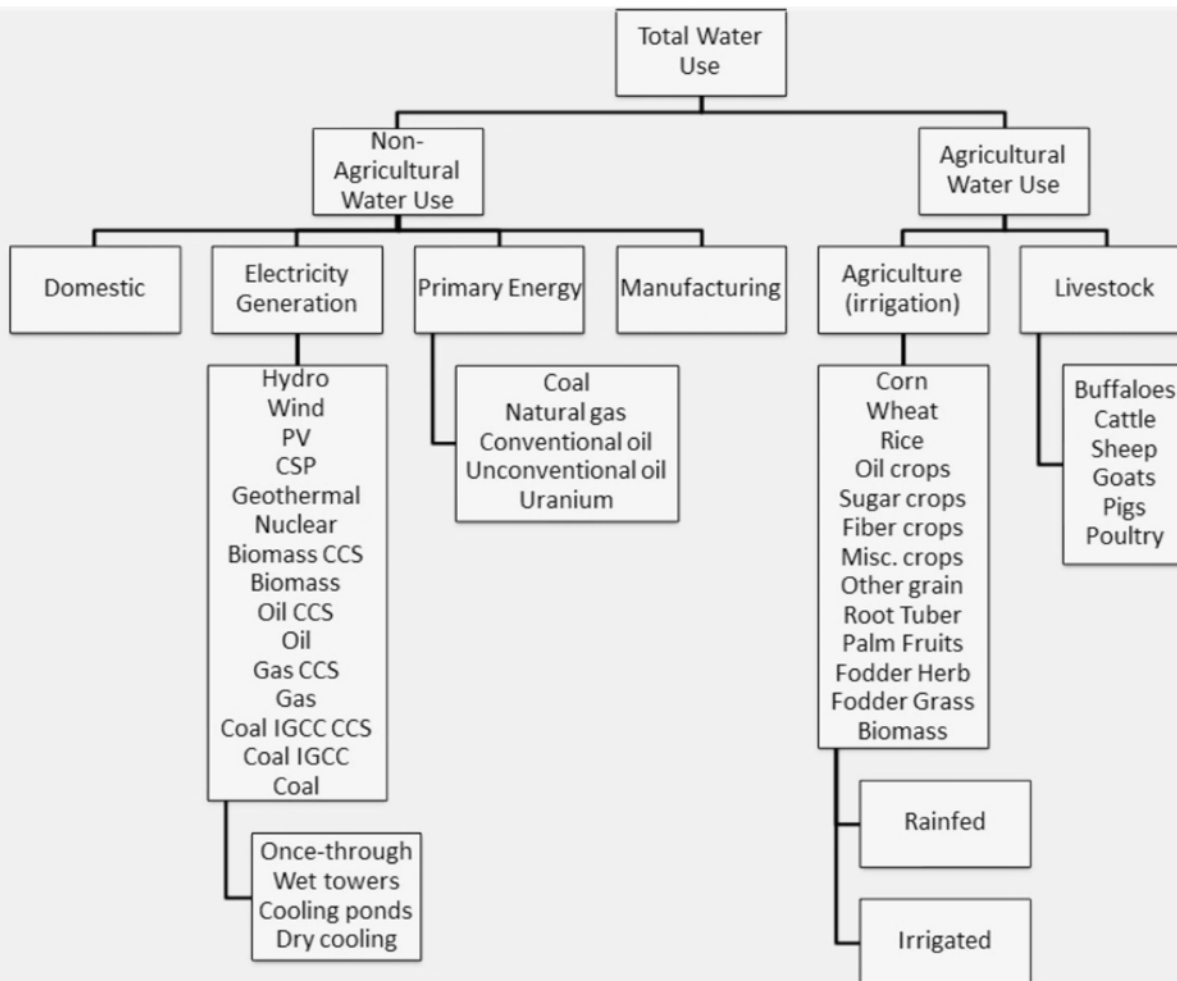 Total Water
Use
Non-
Agricultural
Water Use
Agricultural
Water Use
Domestic
Electricity
Generation
Primary Energy
Manufacturing
Agriculture
(irrigation)
Livestock
Hydro
Wind
PV
CSP
Geothermal
Nuclear
Biomass CCS
Biomass
Oil CCS
Oil
Gas CCS
Gas
Coal IGCC CCS
Coal IGCC
Coal
Coal
Natural gas
Conventional oil
Unconventional oil
Uranium
Corn
Wheat
Rice
Oil crops
Sugar crops
Fiber crops
Misc. crops
Other grain
Root Tuber
Palm Fruits
Fodder Herb
Fodder Grass
Biomass
Buffaloes
Cattle
Sheep
Goats
Pigs
Poultry
Once-through
Wet towers
Cooling ponds
Dry cooling
Rainfed
Irrigated